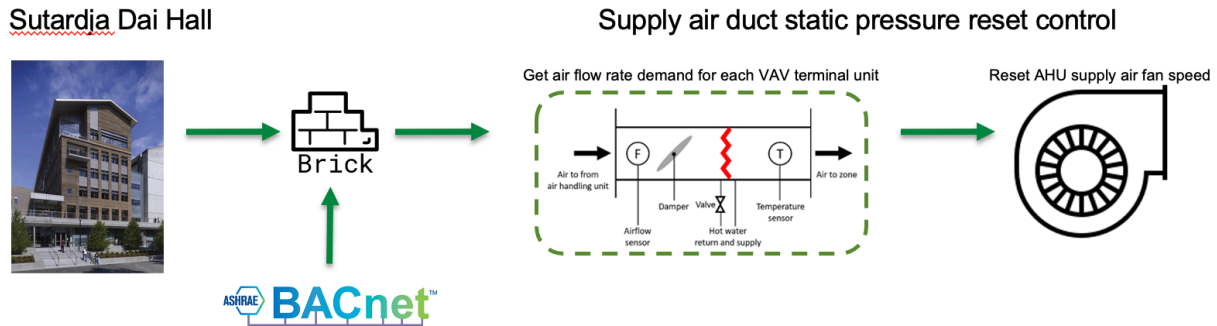 Sutardja Dai Hall
Supply air duct static pressure reset control
Get air flow rate demand for each VAV terminal unit
Reset AHU supply air fan speed
Brick
F
T
Air to from
air handling unit
Air to zone
Damper
Valve
Temperature
sensor
Airflow
sensor
Hot water
return and supply
ASHRAE BACnet™